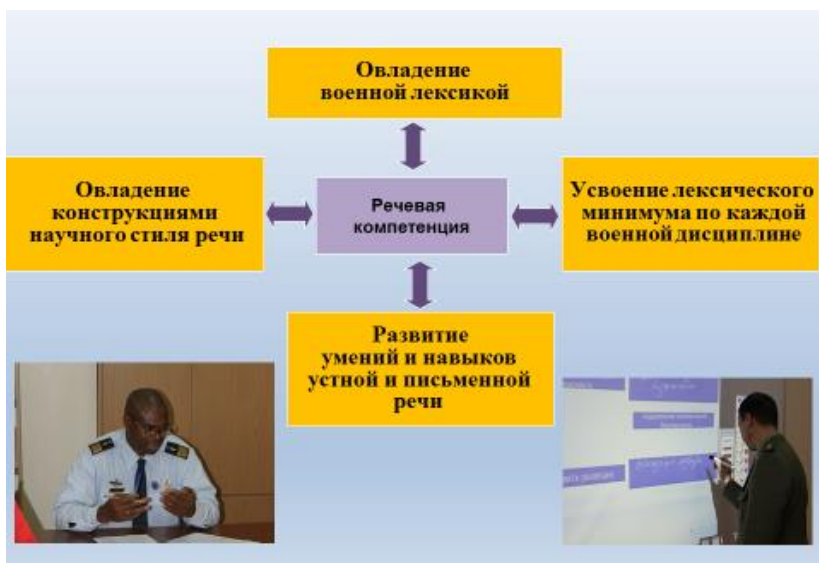 Овладение
военной лексикой
Овладение
конструкциями
научного стиля речи
Речевая
компетенция
Усвоение лексического
минимума по каждой
военной дисциплине
Развитие
умений и навыков
устной и письменной
речи